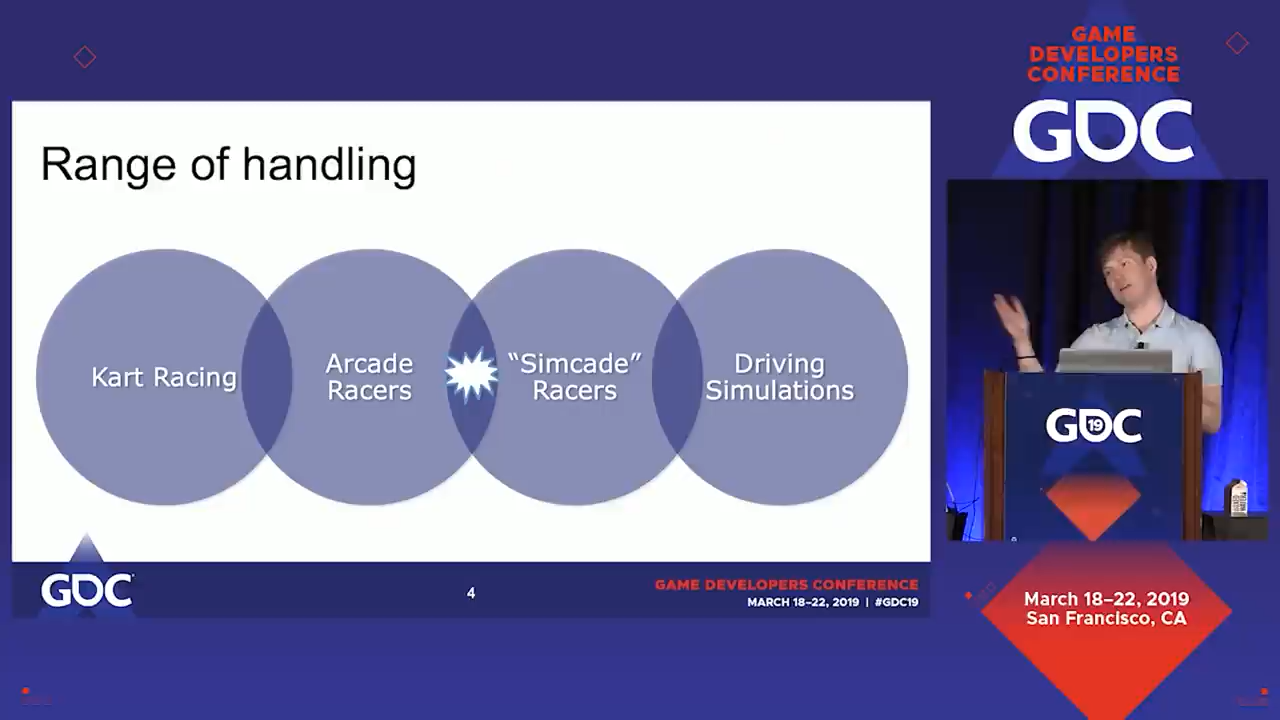 GAME
DEVELOPERS
CONFERENCE
GDC
Range of handling
Kart Racing
Arcade
Racers
“Simcade”
Racers
Driving
Simulations
GDC
4
GAME DEVELOPERS CONFERENCE
MARCH 18–22, 2019 | #GDC19
GDC
19
March 18–22, 2019
San Francisco, CA